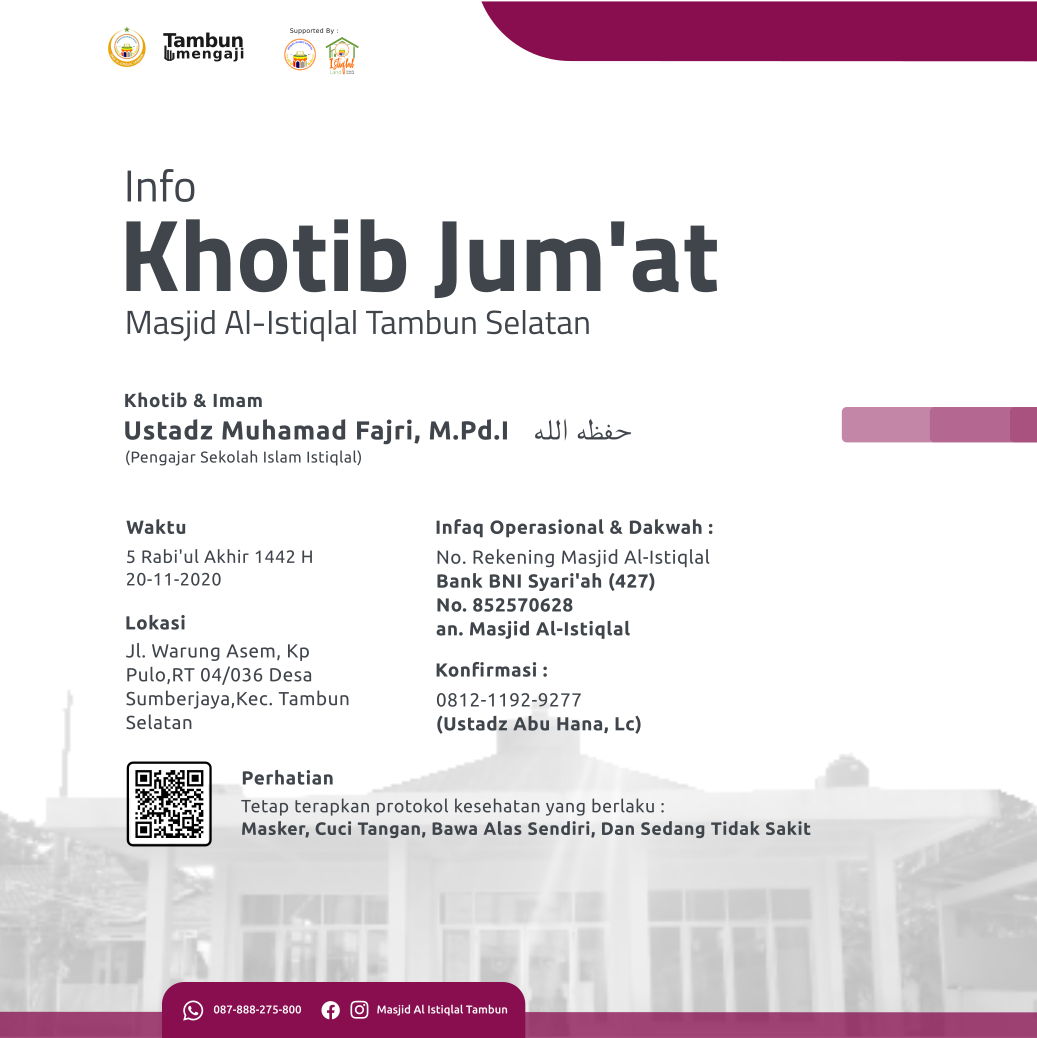 Tambun
mengaji
Supported By :
Istiqlal
Info
Khotib Jum'at
Masjid Al-Istiqlal Tambun Selatan
Khotib & Imam
Ustadz Muhamad Fajri, M.Pd.I حفظه الله
(Pengajar Sekolah Islam Istiqlal)
Waktu
5 Rabi'ul Akhir 1442 H
20-11-2020
Lokasi
Jl. Warung Asem, Kp
Pulo,RT 04/036 Desa
Sumberjaya,Kec. Tambun
Selatan
Infaq Operasional & Dakwah :
No. Rekening Masjid Al-Istiqlal
Bank BNI Syari'ah (427)
No. 852570628
an. Masjid Al-Istiqlal
Konfirmasi :
0812-1192-9277
(Ustadz Abu Hana, Lc)
Perhatian
Tetap terapkan protokol kesehatan yang berlaku :
Masker, Cuci Tangan, Bawa Alas Sendiri, Dan Sedang Tidak Sakit
087-888-275-800
Masjid Al Istiqlal Tambun